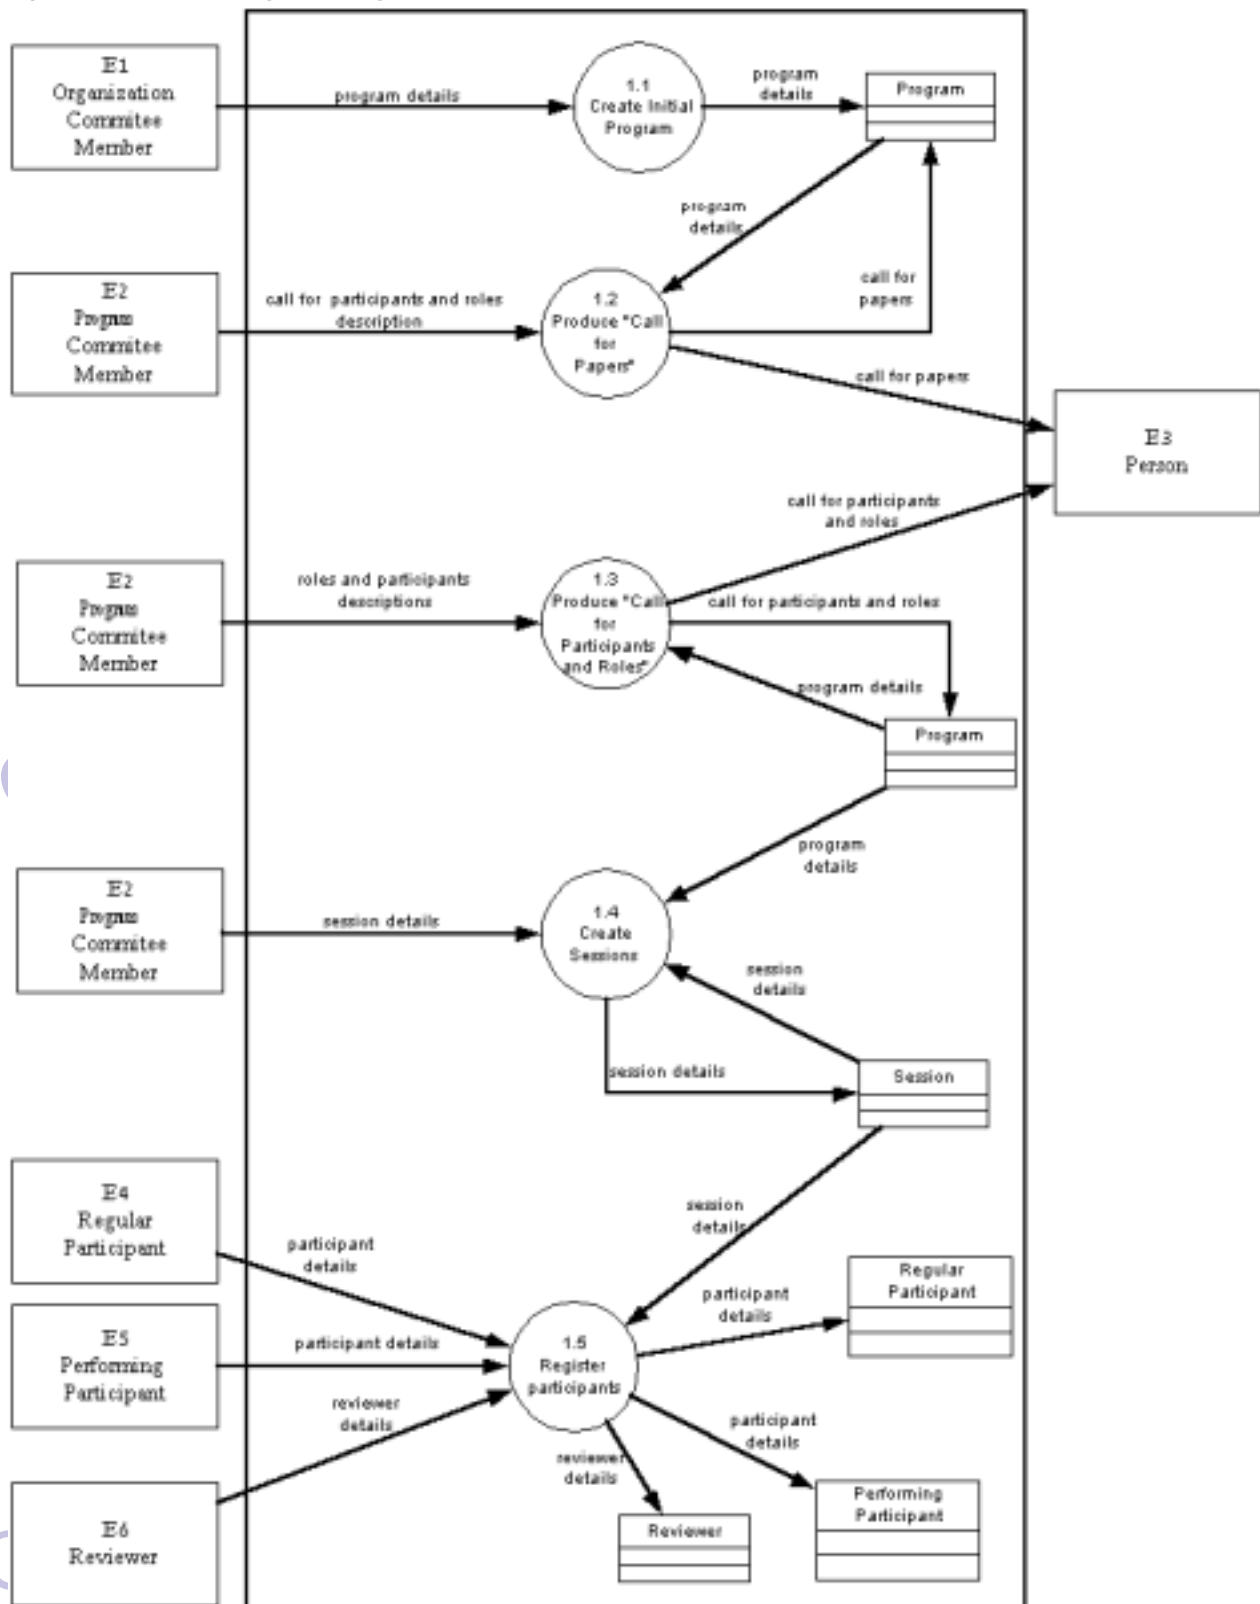 E1
Organization
Commitee
Member
program details
1.1
Create Initial
Program
program
details
Program
program
details
call for
papers
E2
Program
Commitee
Member
call for participants and roles
description
1.2
Produce "Call
for
Papers"
call for papers
E3
Person
call for participants
and roles
E2
Program
Commitee
Member
roles and participants
descriptions
1.3
Produce "Call
for
Participants
and Roles"
call for participants and roles
program details
Program
program
details
E2
Program
Commitee
Member
session details
1.4
Create
Sessions
session
details
session details
Session
session
details
E4
Regular
Participant
participant
details
E5
Performing
Participant
participant details
E6
Reviewer
reviewer
details
1.5
Register
participants
participant
details
Regular
Participant
participant
details
Performing
Participant
reviewer
details
Reviewer